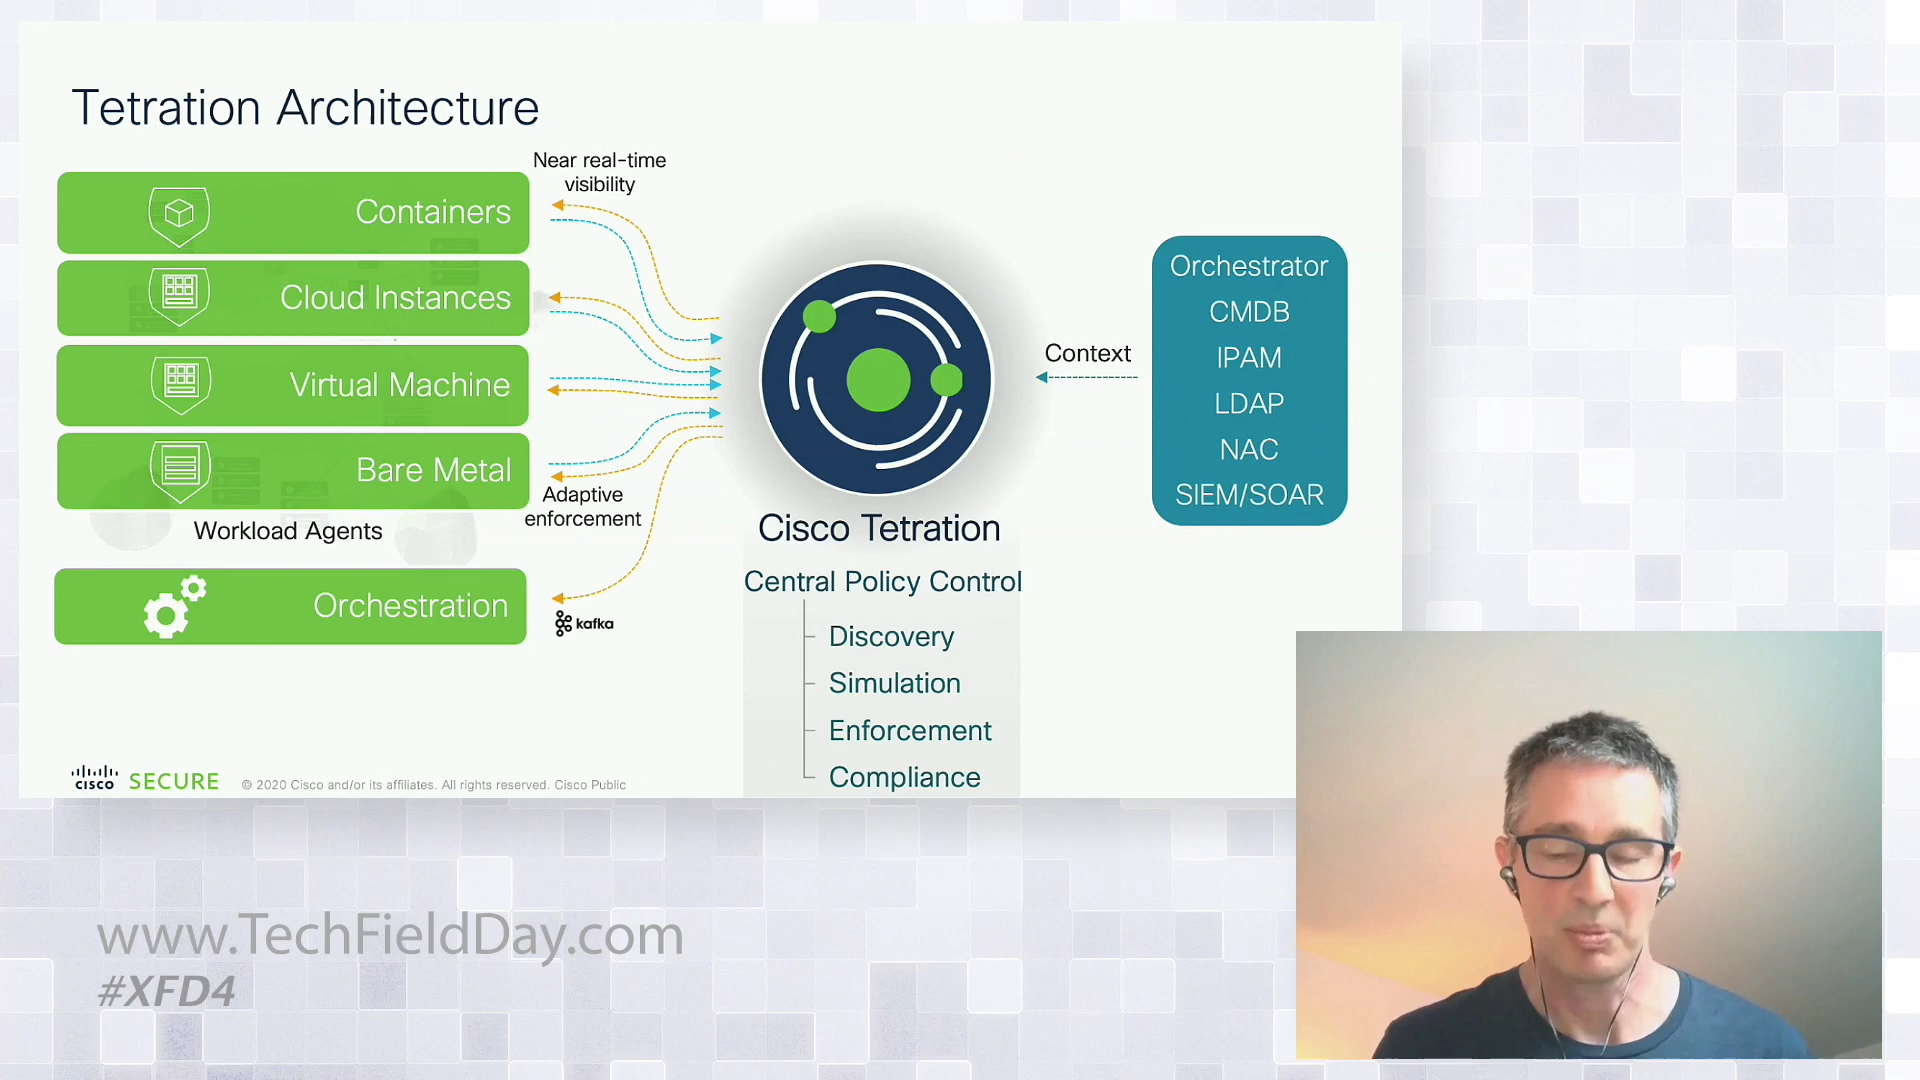 Tetration Architecture
Near real-time
visibility
Containers
Cloud Instances
Virtual Machine
Bare Metal
Workload Agents
Adaptive
enforcement
Orchestration
kafka
Cisco Tetration
Central Policy Control
Discovery
Simulation
Enforcement
Compliance
Context
Orchestrator
CMDB
IPAM
LDAP
NAC
SIEM/SOAR
cisco SECURE © 2020 Cisco and/or its affiliates. All rights reserved. Cisco Public
www.TechFieldDay.com
#XFD4